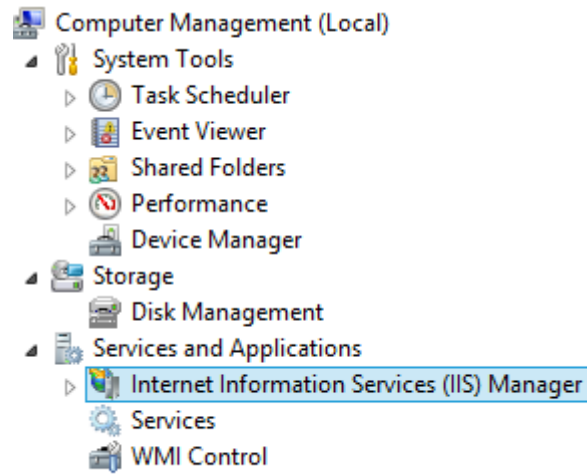 Computer Management (Local)
System Tools
Task Scheduler
Event Viewer
Shared Folders
Performance
Device Manager
Storage
Disk Management
Services and Applications
Internet Information Services (IIS) Manager
Services
WMI Control